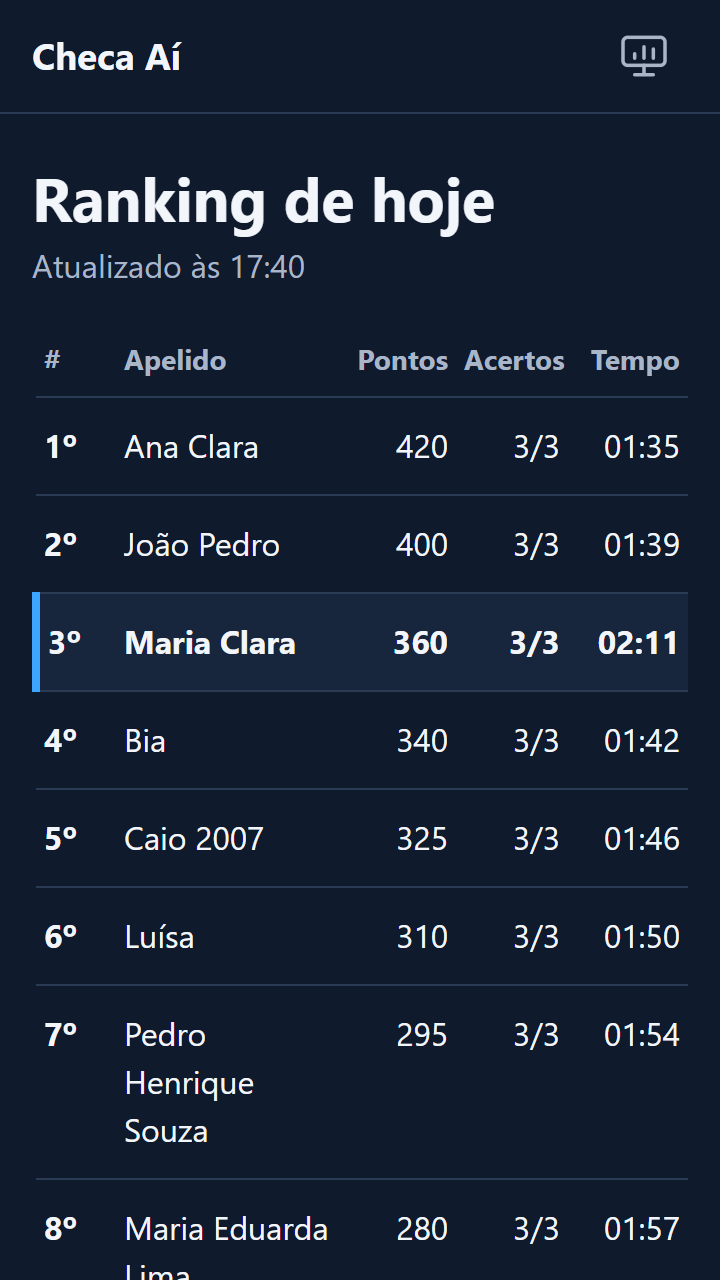 Checa Aí
Ranking de hoje
Atualizado às 17:40
# Apelido Pontos Acertos Tempo
1º Ana Clara 420 3/3 01:35
2º João Pedro 400 3/3 01:39
3º Maria Clara 360 3/3 02:11
4º Bia 340 3/3 01:42
5º Caio 2007 325 3/3 01:46
6º Luísa 310 3/3 01:50
7º Pedro 295 3/3 01:54
Henrique
Souza
8º Maria Eduarda 280 3/3 01:57
Lima